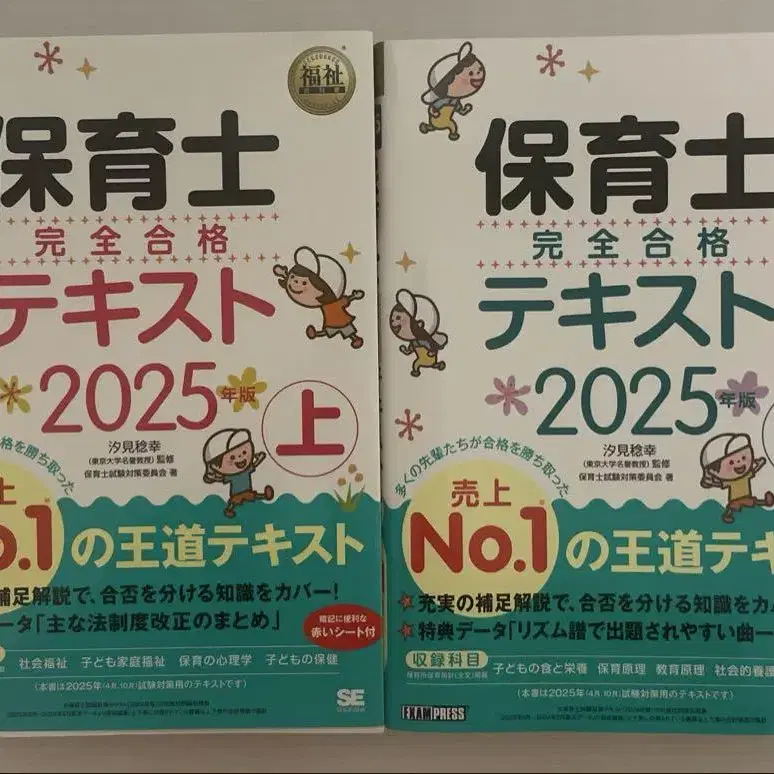 福祉
保育士
完全合格
テキスト
2025年版
上
汐見稔幸
(東京大学名誉教授) 監修
保育士試験対策委員会 著
格を勝ち取った
上
o.1の王道テキスト
補足解説で、合否を分ける知識をカバー!
ータ「主な法制度改正のまとめ」
暗記に便利な
赤いシート付
社会福祉 子ども家庭福祉 保育の心理学 子どもの保健
(本書は2025年(4月、10月)試験対策用のテキストです)
SE
SHOEISHA
保育士
完全合格
テキスト
2025年版
汐見稔幸
(東京大学名誉教授) 監修
保育士試験対策委員会 著
多くの先輩たちが合格を勝ち取った
売上
No.1の王道テキ
充実の補足解説で、合否を分ける知識をカ
特典データ「リズム譜で出題されやすい曲一
収録科目
子どもの食と栄養 保育原理 教育原理 社会的養護
(本書は2025年(4月、10月)試験対策用のテキストです)
EXAMPRESS